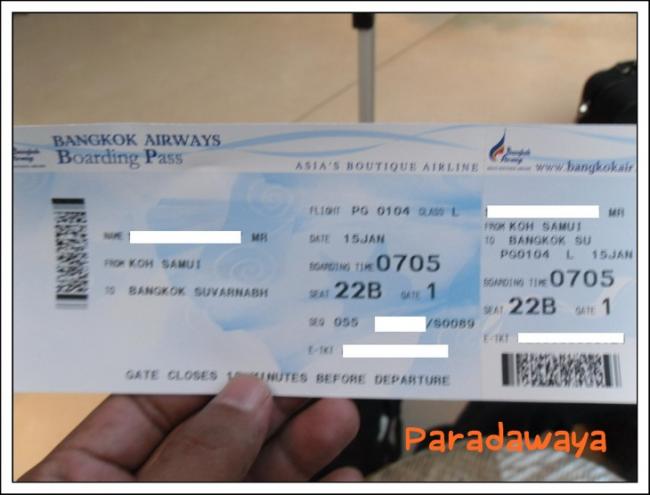 BANGKOK AIRWAYS
Boarding Pass
ASIA'S BOUTIQUE AIRLINE
NAME MR
FROM KOH SAMUI
TO BANGKOK SUVARNABH
FLIGHT PG 0104 CLASS L
DATE 15JAN
BOARDING TIME 0705
SEAT 22B GATE 1
SEQ 055 /S0089
E-TKT
GATE CLOSES MINUTES BEFORE DEPARTURE
Bangkok Airways
www.bangkokair
MR
FROM KOH SAMUI
TO BANGKOK SU
PG0104 L 15JAN
BOARDING TIME 0705
SEAT 22B GATE 1
E-TKT
Paradawaya